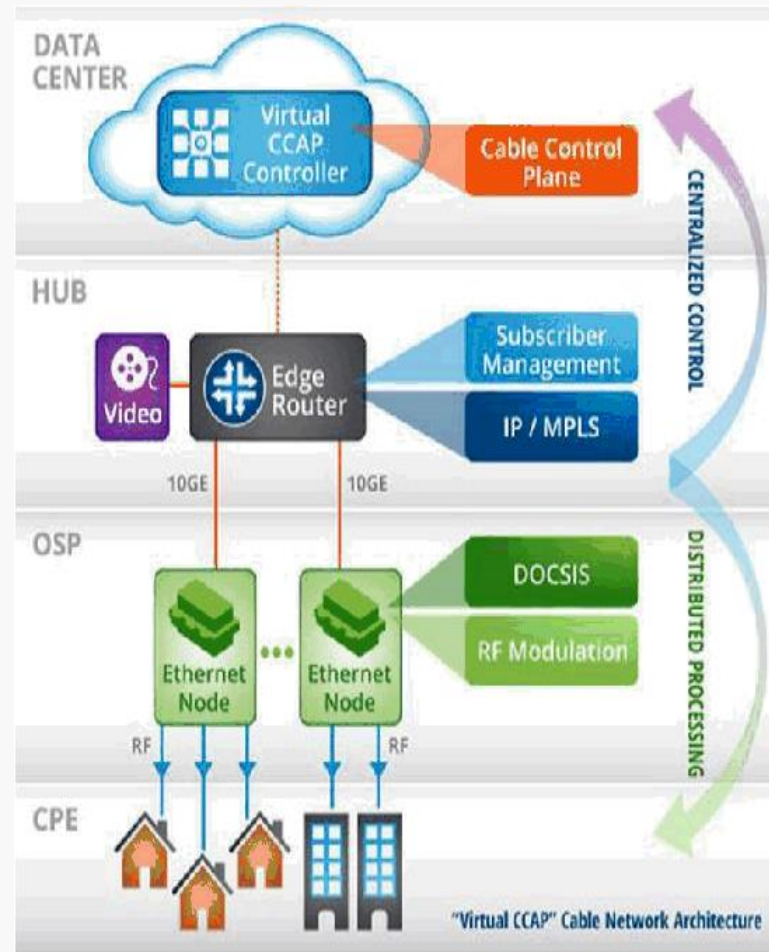 DATA
CENTER
Virtual
CCAP
Controller
Cable Control
Plane
CENTRALIZED CONTROL
HUB
Video
Edge
Router
Subscriber
Management
IP / MPLS
10GE
10GE
OSP
Ethernet
Node
Ethernet
Node
DOCSIS
RF Modulation
DISTRIBUTED PROCESSING
RF
RF
CPE
"Virtual CCAP" Cable Network Architecture